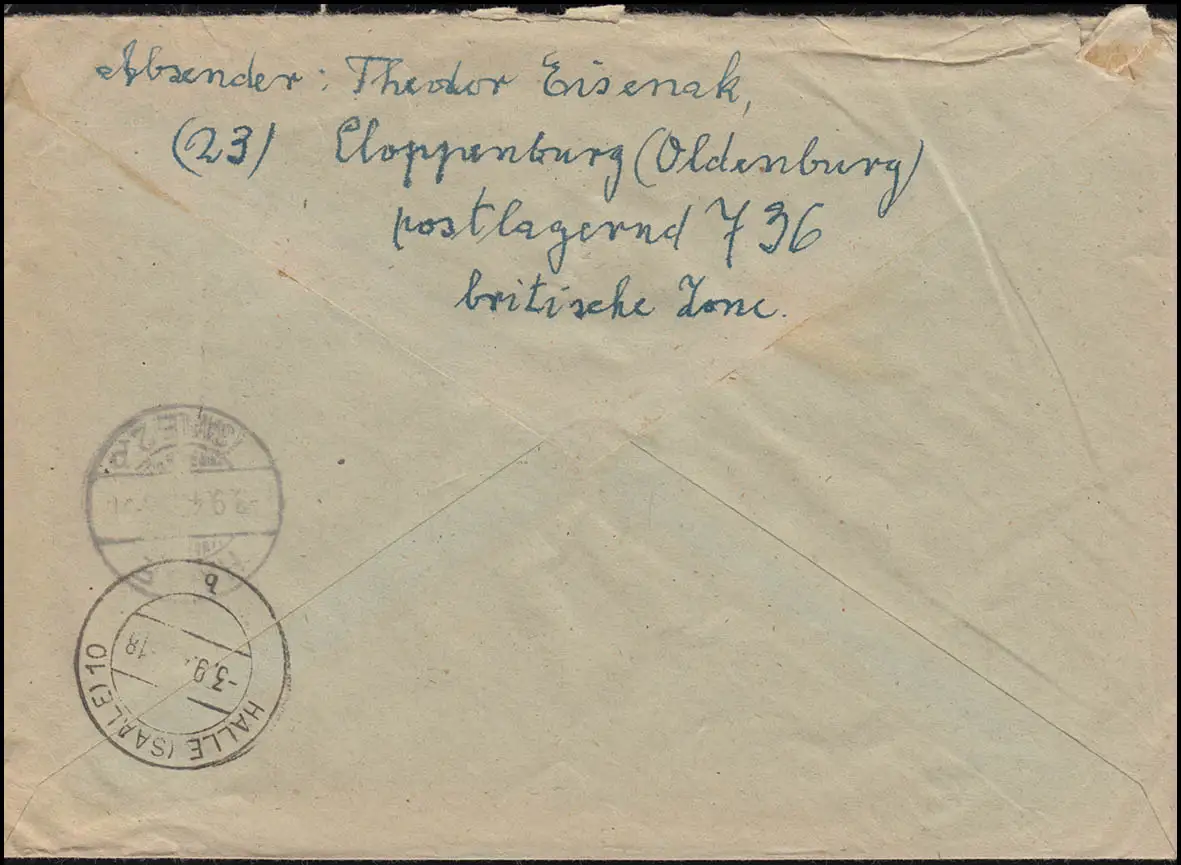 Absender: Theodor Eisenak,
(23) Cloppenburg (Oldenburg)
postlagernd 736
britische Zone.
b
-3.9. -18
HALLE (SAALE) 10